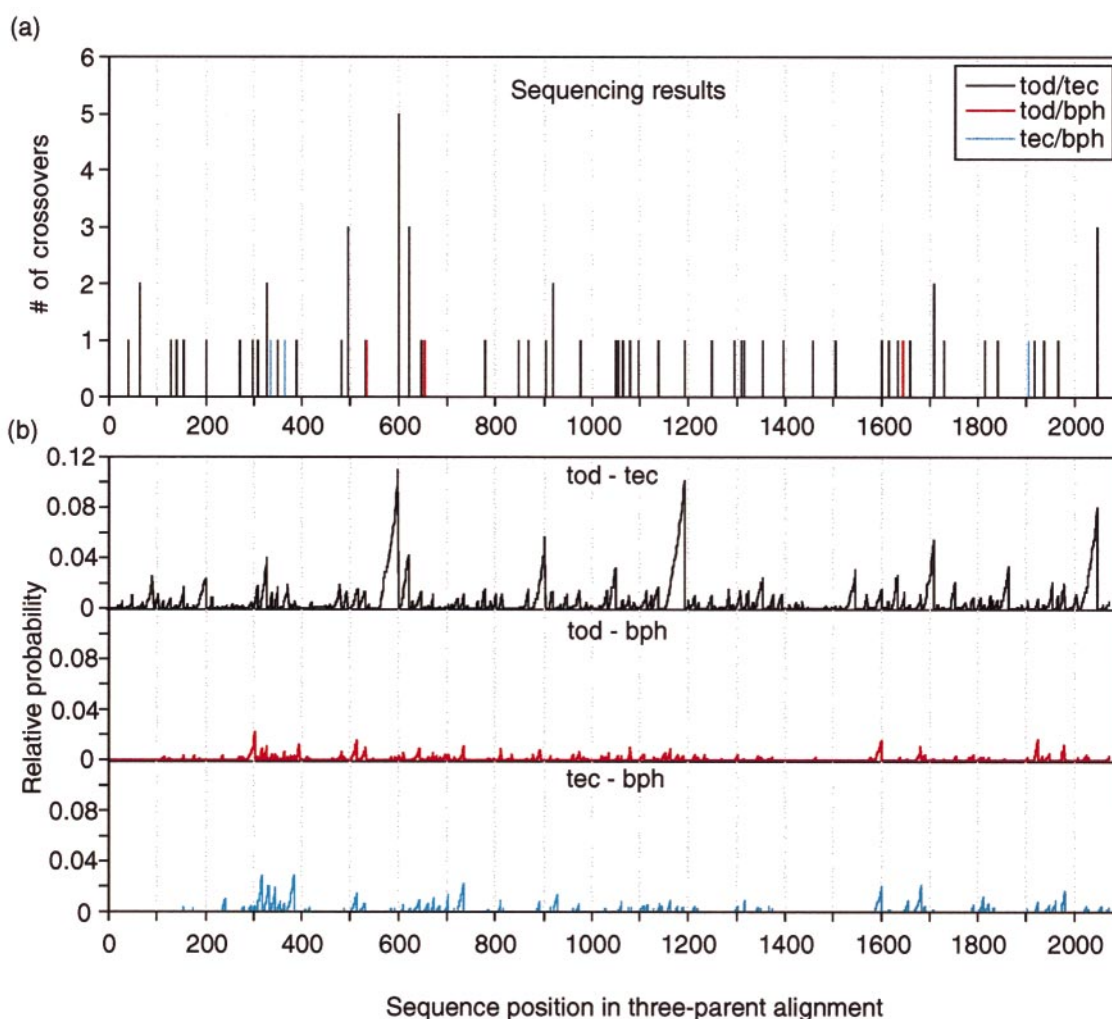 (a)
6
5
4
3
2
1
0
# of crossovers
Sequencing results
tod/tec
tod/bph
tec/bph
0 200 400 600 800 1000 1200 1400 1600 1800 2000
(b)
0.12
0.08
0.04
0
tod - tec
0.08
0.04
0
tod - bph
0.08
0.04
0
tec - bph
Relative probability
0 200 400 600 800 1000 1200 1400 1600 1800 2000
Sequence position in three-parent alignment